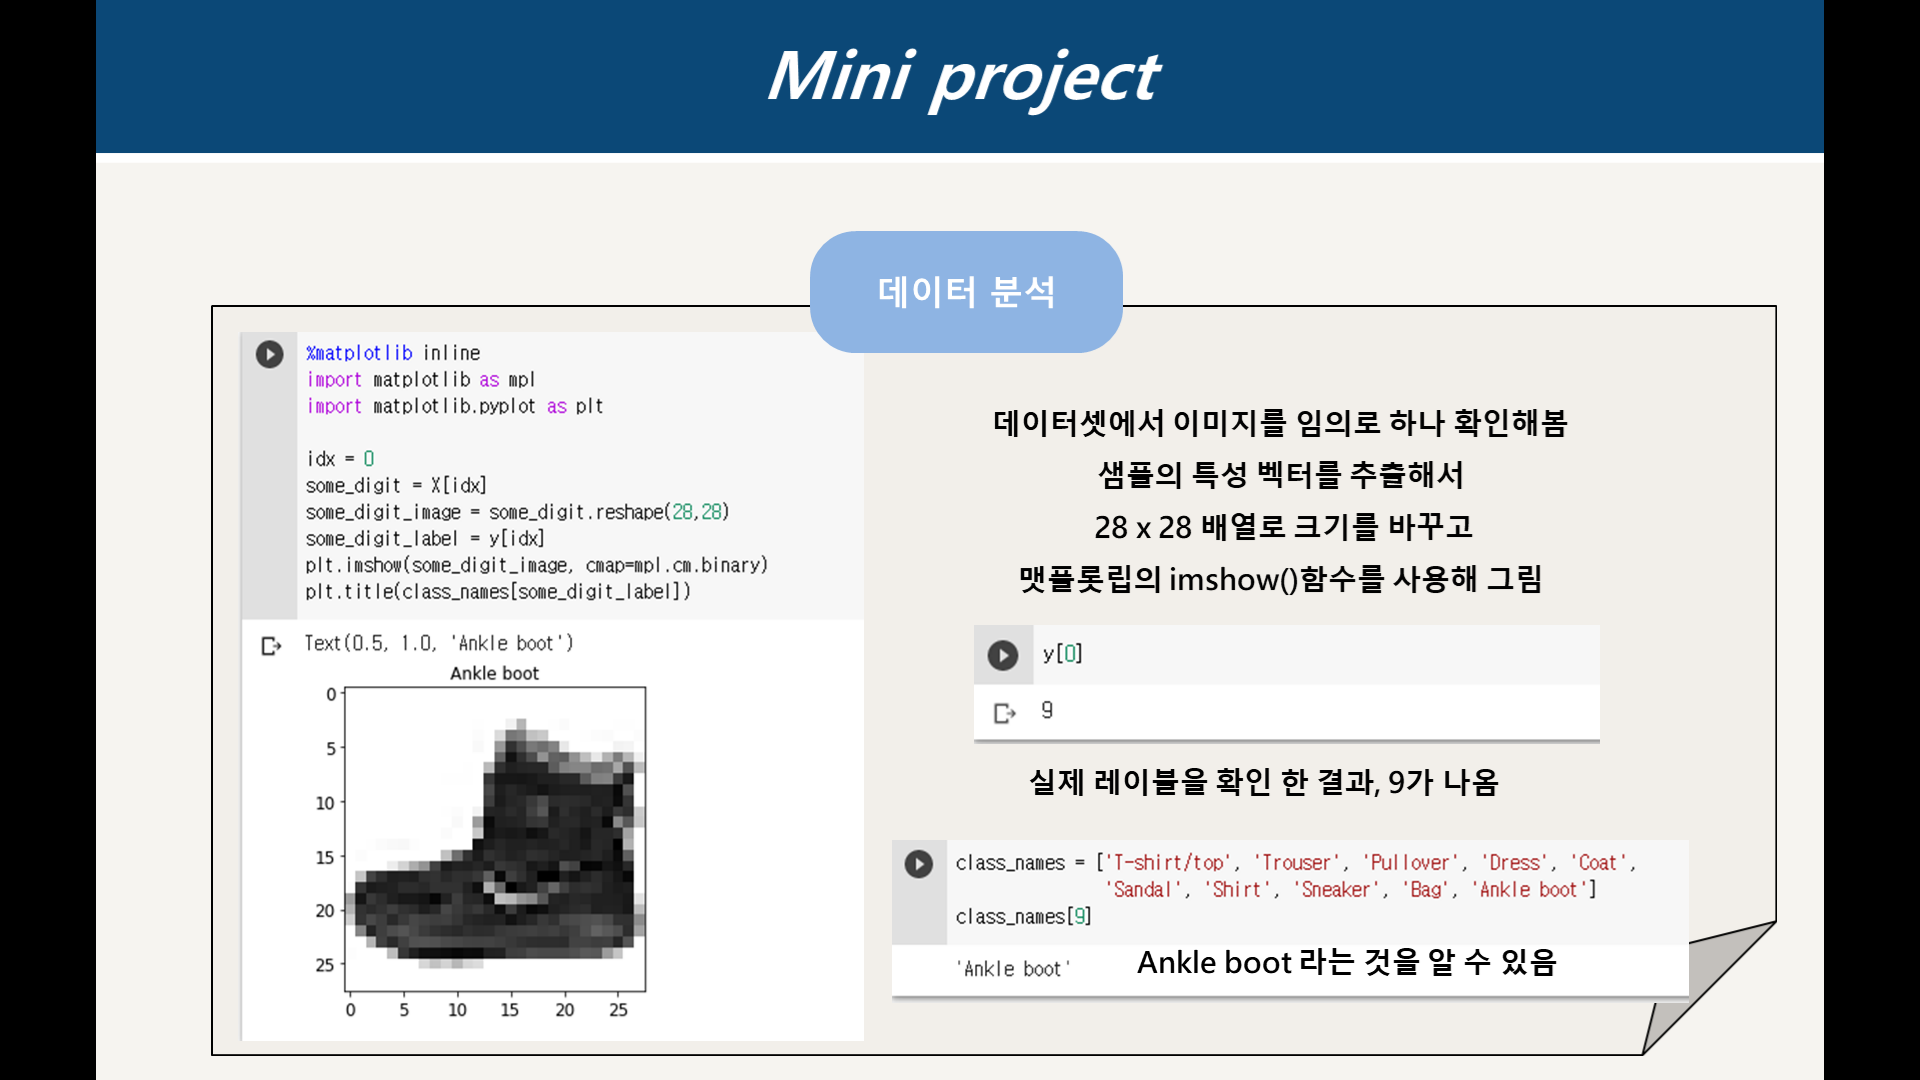 Mini project
데이터 분석
%matplotlib inline
import matplotlib as mpl
import matplotlib.pyplot as plt
idx = 0
some_digit = X[idx]
some_digit_image = some_digit.reshape(28,28)
some_digit_label = y[idx]
plt.imshow(some_digit_image, cmap=mpl.cm.binary)
plt.title(class_names[some_digit_label])
Text(0.5, 1.0, 'Ankle boot')
Ankle boot
0
5
10
15
20
25
0 5 10 15 20 25
데이터셋에서 이미지를 임의로 하나 확인해봄
샘플의 특성 벡터를 추출해서
28 x 28 배열로 크기를 바꾸고
맷플롯립의 imshow()함수를 사용해 그림
y[0]
9
실제 레이블을 확인 한 결과, 9가 나옴
class_names = ['T-shirt/top', 'Trouser', 'Pullover', 'Dress', 'Coat',
'Sandal', 'Shirt', 'Sneaker', 'Bag', 'Ankle boot']
class_names[9]
'Ankle boot'
Ankle boot 라는 것을 알 수 있음